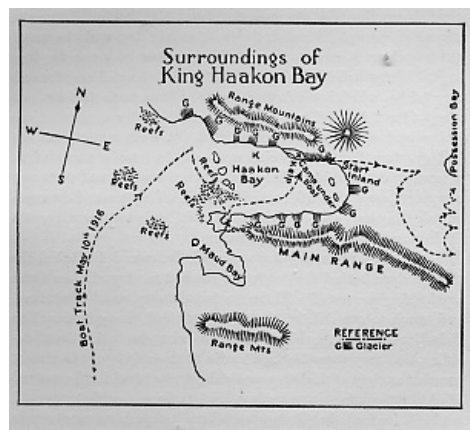 Surroundings of
King Haakon Bay
N
W
E
S
Reefs
G
Range Mountains
G
G
G
G
K
Haakon
Bay
Reefs
Camp under
Boat
Start
Inland
G
G
Possession Bay
Reefs
Reefs
G
G
G
G
MAIN RANGE
Maud Bay
Boat Track May 10th 1916
Range Mts
REFERENCE
G Glacier